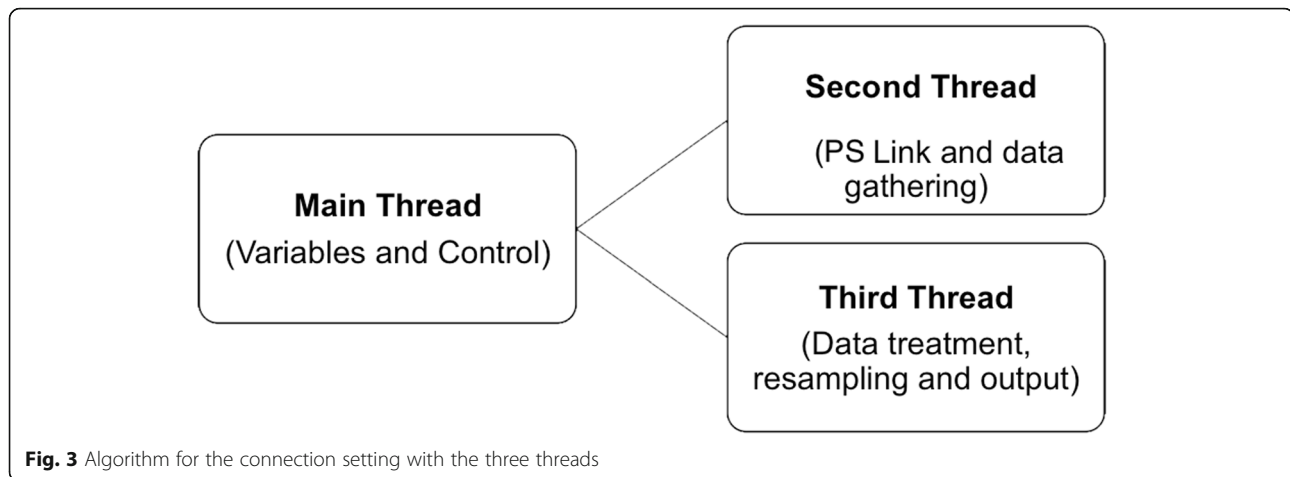 Main Thread
(Variables and Control)
Second Thread
(PS Link and data
gathering)
Third Thread
(Data treatment,
resampling and output)
Fig. 3 Algorithm for the connection setting with the three threads